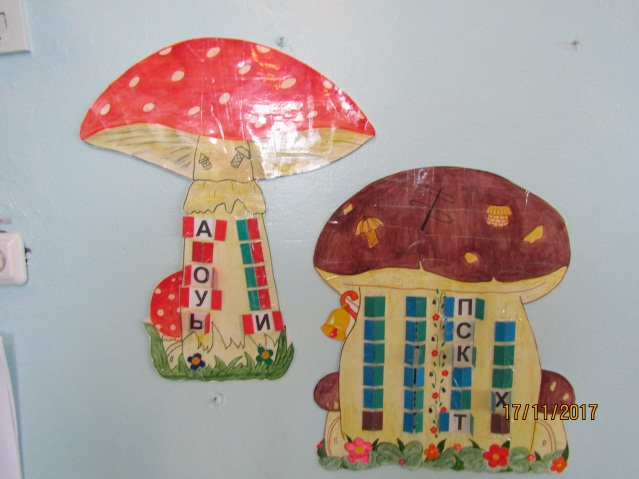 А
О
У
Ы
И
П
С
К
Т
Х
17/11/2017